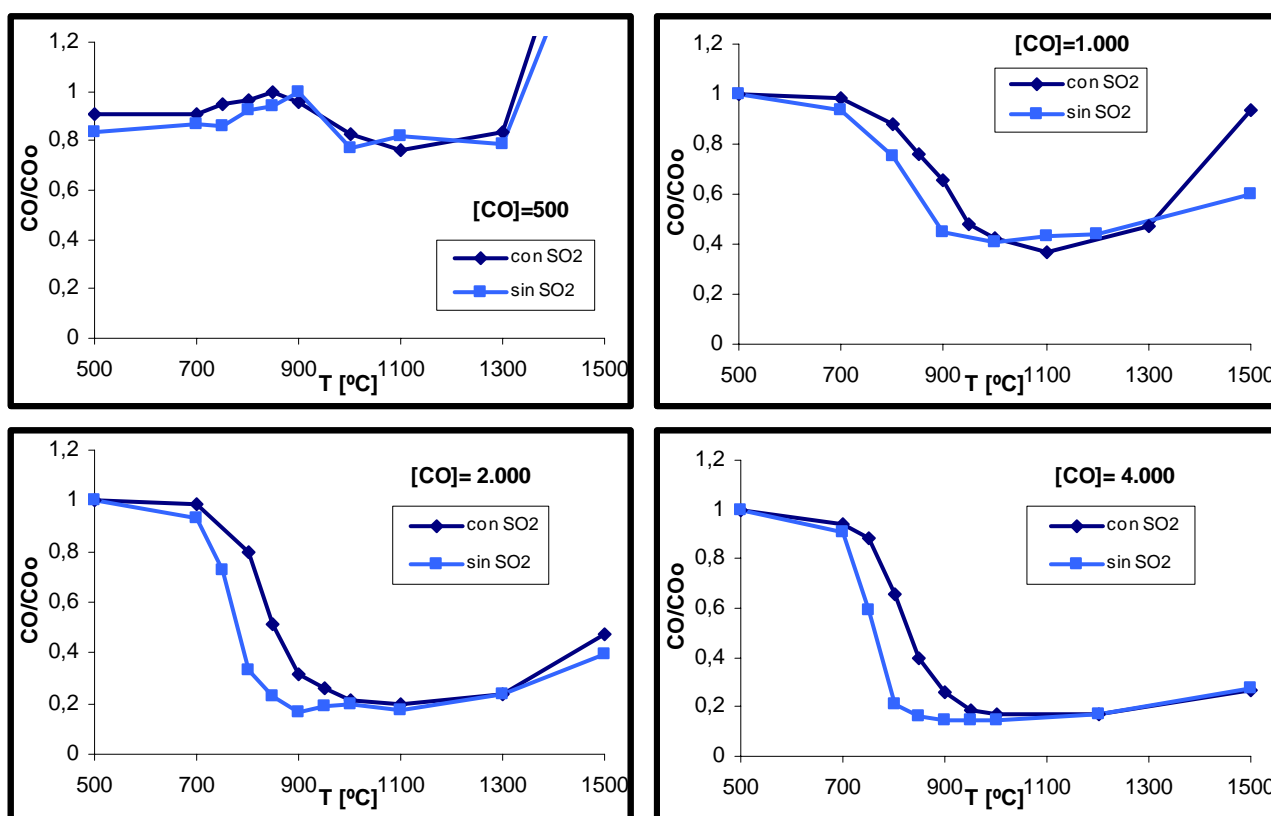 1,2
1
0,8
0,6
0,4
0,2
0
CO/COo
500 700 900 1100 1300 1500
T [ºC]
[CO]=500
con SO2
sin SO2
1,2
1
0,8
0,6
0,4
0,2
0
CO/COo
500 700 900 1100 1300 1500
T [ºC]
[CO]=1.000
con SO2
sin SO2
1,2
1
0,8
0,6
0,4
0,2
0
CO/COo
500 700 900 1100 1300 1500
T [ºC]
[CO]= 2.000
con SO2
sin SO2
1,2
1
0,8
0,6
0,4
0,2
0
CO/COo
500 700 900 1100 1300 1500
T [ºC]
[CO]= 4.000
con SO2
sin SO2